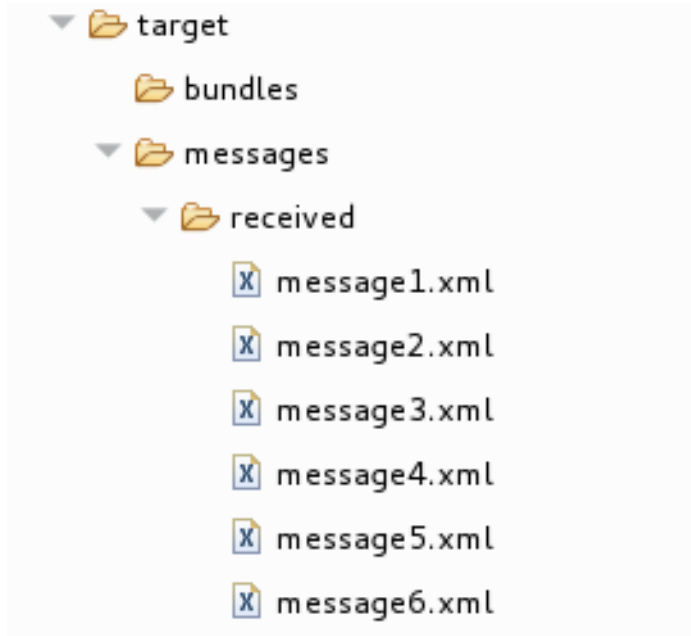 target
bundles
messages
received
message1.xml
message2.xml
message3.xml
message4.xml
message5.xml
message6.xml